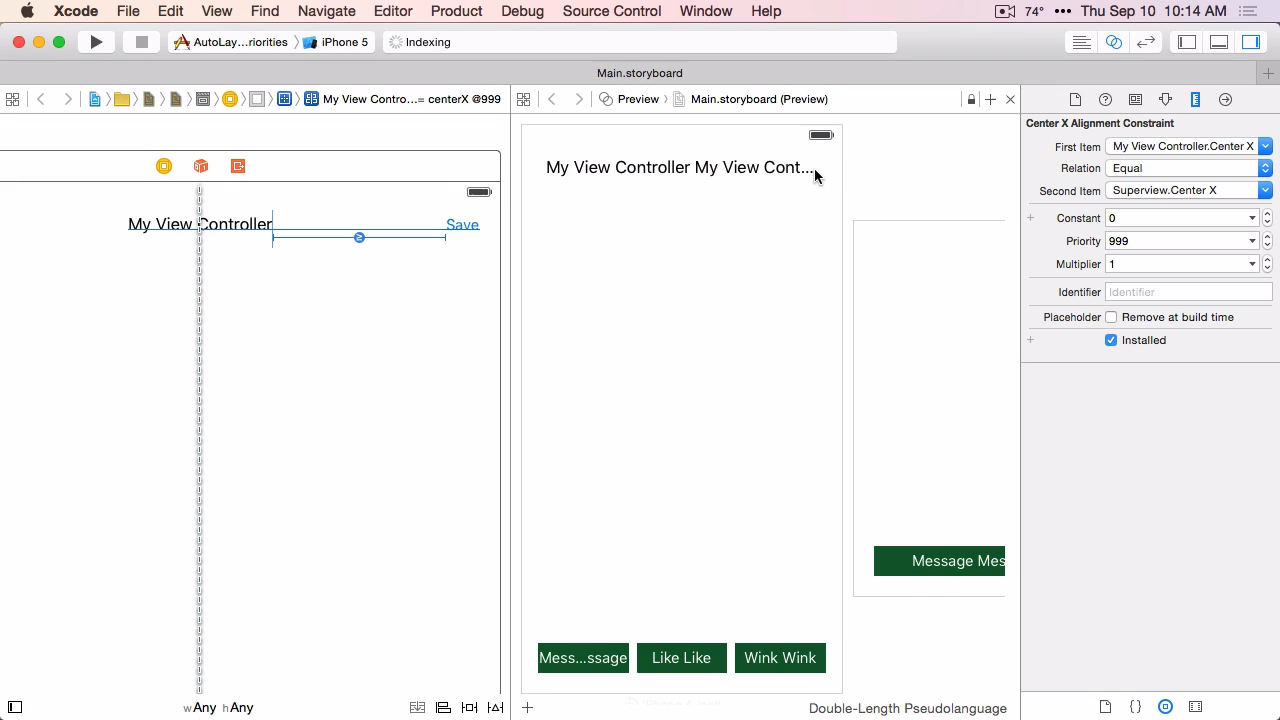 Xcode File Edit View Find Navigate Editor Product Debug Source Control Window Help 74° ••• Thu Sep 10 10:14 AM
AutoLay...riorities iPhone 5 Indexing
Main.storyboard
My View Contro...= centerX @999
Preview Main.storyboard (Preview)
Center X Alignment Constraint
First Item My View Controller.Center X
Relation Equal
Second Item Superview.Center X
Constant 0
Priority 999
Multiplier 1
Identifier Identifier
Placeholder Remove at build time
Installed
My View Controller Save
My View Controller My View Cont...
Message Mes
Mess...ssage Like Like Wink Wink
wAny hAny
Double-Length Pseudolanguage